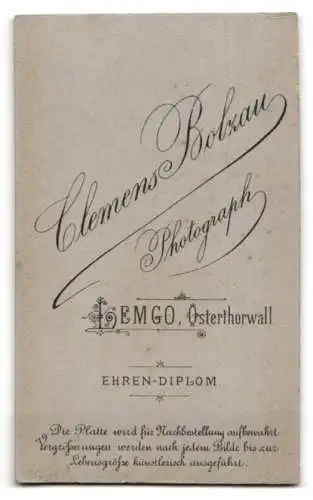 Clemens Bolzau
Photograph
LEMGO, Osterthorwall
EHREN-DIPLOM
Die Platte wird für Nachbestellung aufbewahrt.
Vergrößerungen werden nach jedem Bilde bis zur
Lebensgröße künstlerisch ausgeführt.